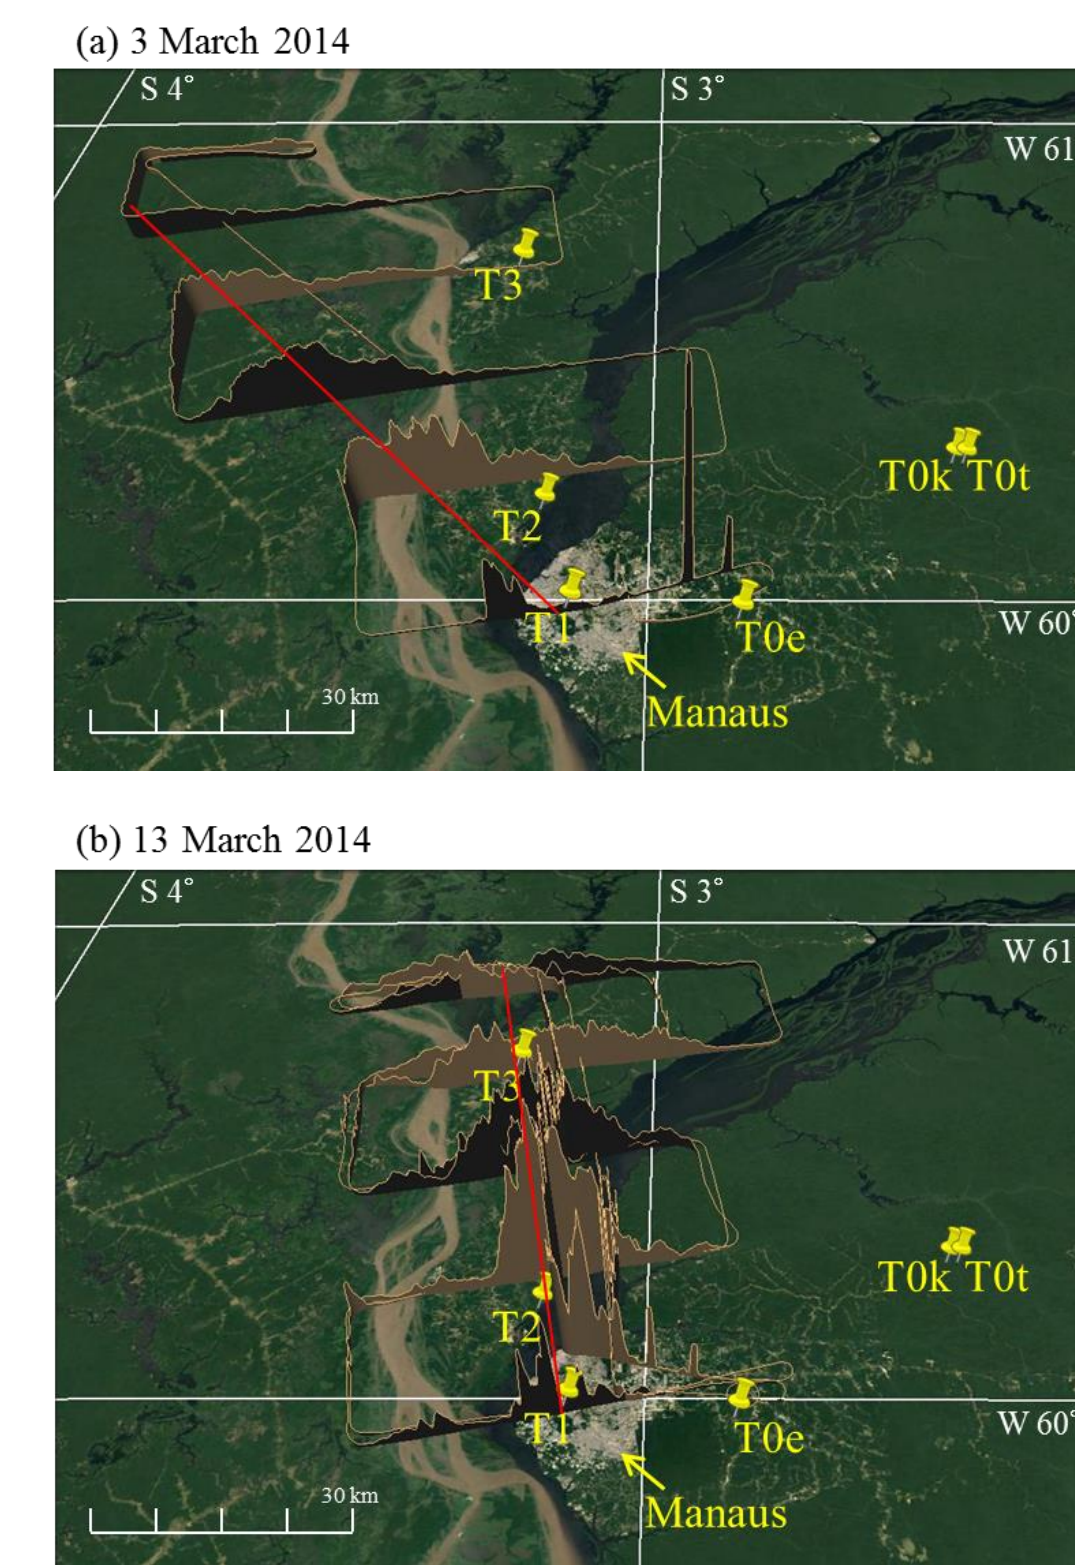 (a) 3 March 2014
S 4°
S 3°
W 61
T3
T0k T0t
T2
T1
T0e
W 60°
30 km
Manaus
(b) 13 March 2014
S 4°
S 3°
W 61
T3
T0k T0t
T2
T1
T0e
W 60°
30 km
Manaus